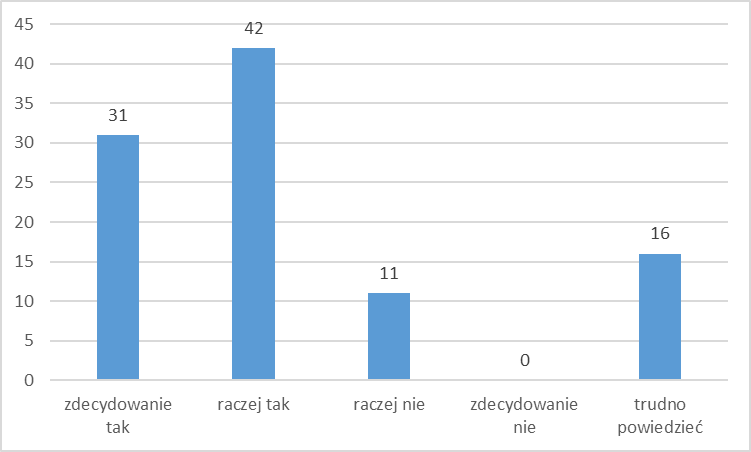 45
40
35
30
25
20
15
10
5
0
31
42
11
0
16
zdecydowanie
tak
raczej tak
raczej nie
zdecydowanie
nie
trudno
powiedzieć